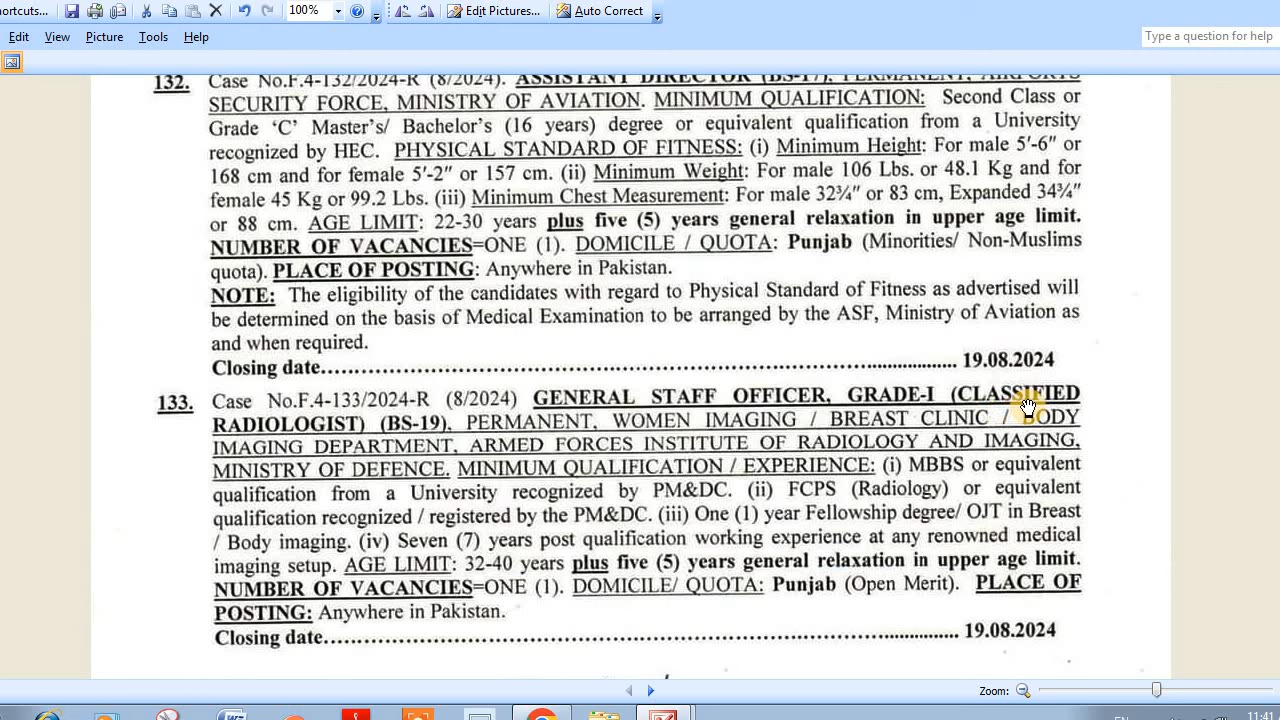 ortcuts... 100% Edit Pictures... Auto Correct
Edit View Picture Tools Help Type a question for help
132. Case No.F.4-132/2024-R (8/2024). ASSISTANT DIRECTOR (BS-17), PERMANENT, AIRPORTS
SECURITY FORCE, MINISTRY OF AVIATION. MINIMUM QUALIFICATION: Second Class or
Grade ‘C’ Master’s/ Bachelor’s (16 years) degree or equivalent qualification from a University
recognized by HEC. PHYSICAL STANDARD OF FITNESS: (i) Minimum Height: For male 5′-6″ or
168 cm and for female 5′-2″ or 157 cm. (ii) Minimum Weight: For male 106 Lbs. or 48.1 Kg and for
female 45 Kg or 99.2 Lbs. (iii) Minimum Chest Measurement: For male 32¾″ or 83 cm, Expanded 34¾″
or 88 cm. AGE LIMIT: 22-30 years plus five (5) years general relaxation in upper age limit.
NUMBER OF VACANCIES=ONE (1). DOMICILE / QUOTA: Punjab (Minorities/ Non-Muslims
quota). PLACE OF POSTING: Anywhere in Pakistan.
NOTE: The eligibility of the candidates with regard to Physical Standard of Fitness as advertised will
be determined on the basis of Medical Examination to be arranged by the ASF, Ministry of Aviation as
and when required.
Closing date................................................................................ 19.08.2024
133. Case No.F.4-133/2024-R (8/2024) GENERAL STAFF OFFICER, GRADE-I (CLASSIFIED
RADIOLOGIST) (BS-19), PERMANENT, WOMEN IMAGING / BREAST CLINIC / BODY
IMAGING DEPARTMENT, ARMED FORCES INSTITUTE OF RADIOLOGY AND IMAGING,
MINISTRY OF DEFENCE. MINIMUM QUALIFICATION / EXPERIENCE: (i) MBBS or equivalent
qualification from a University recognized by PM&DC. (ii) FCPS (Radiology) or equivalent
qualification recognized / registered by the PM&DC. (iii) One (1) year Fellowship degree/ OJT in Breast
/ Body imaging. (iv) Seven (7) years post qualification working experience at any renowned medical
imaging setup. AGE LIMIT: 32-40 years plus five (5) years general relaxation in upper age limit.
NUMBER OF VACANCIES=ONE (1). DOMICILE/ QUOTA: Punjab (Open Merit). PLACE OF
POSTING: Anywhere in Pakistan.
Closing date................................................................................ 19.08.2024
Zoom:
EN 11:41